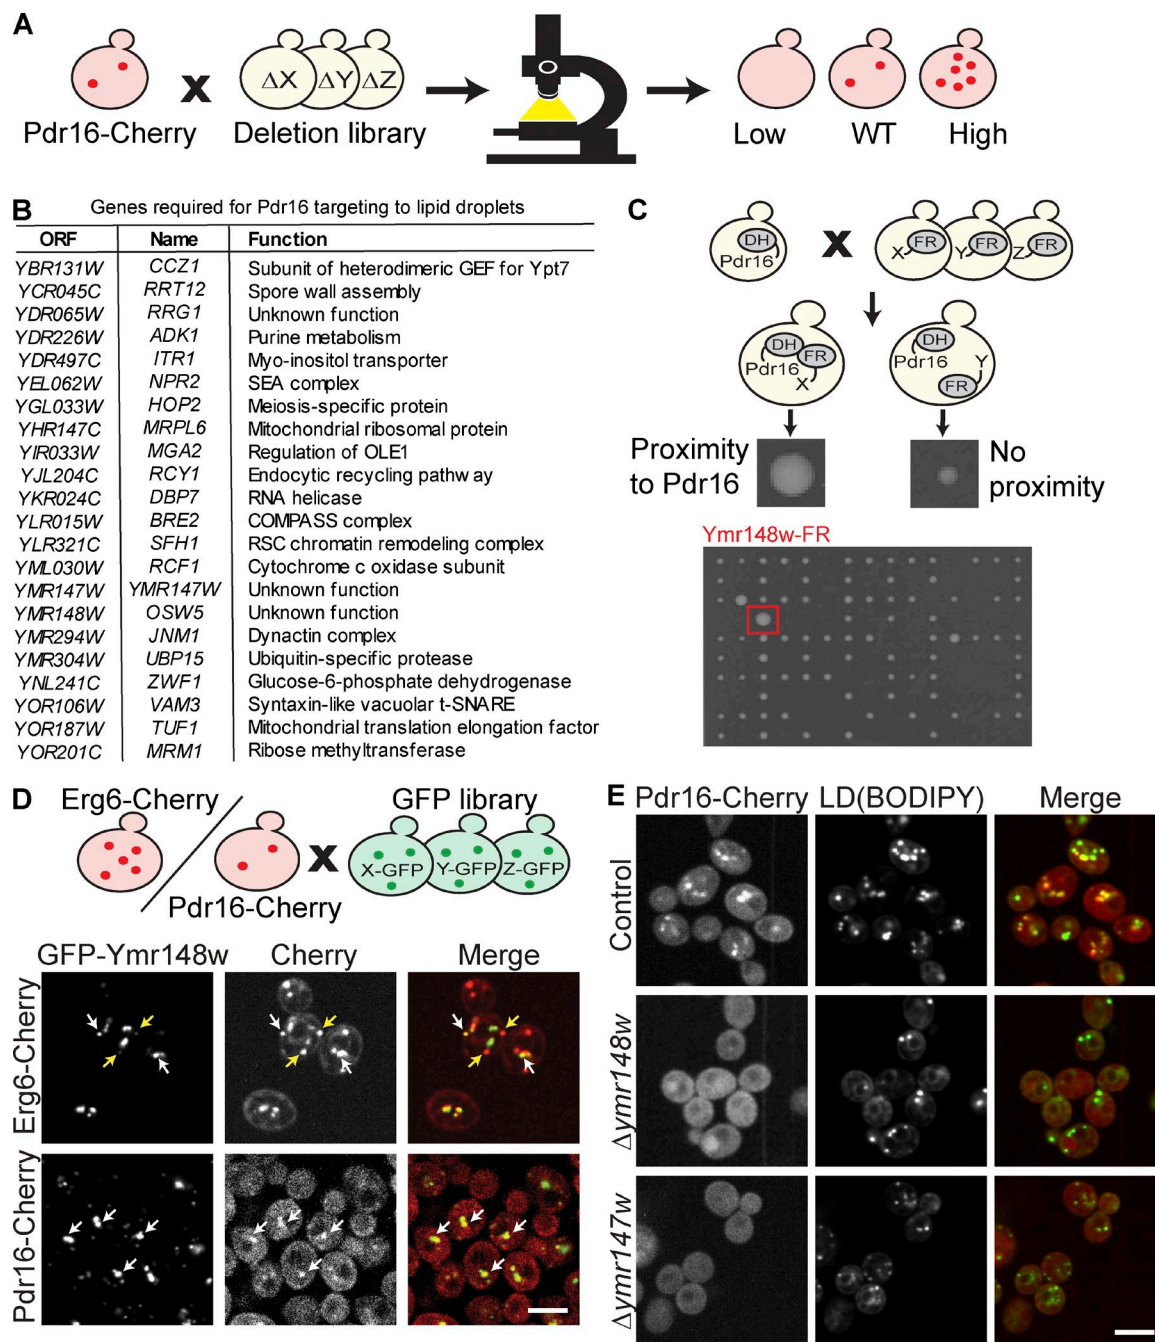 A
ΔX ΔY ΔZ
Pdr16-Cherry x Deletion library
Low WT High
B
Genes required for Pdr16 targeting to lipid droplets
ORF Name Function
YBR131W CCZ1 Subunit of heterodimeric GEF for Ypt7
YCR045C RRT12 Spore wall assembly
YDR065W RRG1 Unknown function
YDR226W ADK1 Purine metabolism
YDR497C ITR1 Myo-inositol transporter
YEL062W NPR2 SEA complex
YGL033W HOP2 Meiosis-specific protein
YHR147C MRPL6 Mitochondrial ribosomal protein
YIR033W MGA2 Regulation of OLE1
YJL204C RCY1 Endocytic recycling pathway
YKR024C DBP7 RNA helicase
YLR015W BRE2 COMPASS complex
YLR321C SFH1 RSC chromatin remodeling complex
YML030W RCF1 Cytochrome c oxidase subunit
YMR147W YMR147W Unknown function
YMR148W OSW5 Unknown function
YMR294W JNM1 Dynactin complex
YMR304W UBP15 Ubiquitin-specific protease
YNL241C ZWF1 Glucose-6-phosphate dehydrogenase
YOR106W VAM3 Syntaxin-like vacuolar t-SNARE
YOR187W TUF1 Mitochondrial translation elongation factor
YOR201C MRM1 Ribose methyltransferase
C
DH
Pdr16
x
X FR Y FR Z FR
DH
Pdr16
FR
X
DH
Pdr16
Y
FR
Proximity
to Pdr16
No
proximity
Ymr148w-FR
D
Erg6-Cherry
Pdr16-Cherry
x
GFP library
X-GFP Y-GFP Z-GFP
GFP-Ymr148w Cherry Merge
Erg6-Cherry
Pdr16-Cherry
E
Pdr16-Cherry LD(BODIPY) Merge
Control
Δymr148w
Δymr147w